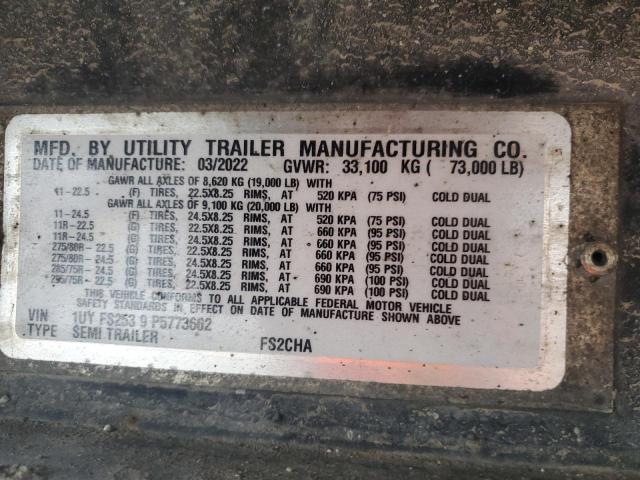 MFD. BY UTILITY TRAILER MANUFACTURING CO.
DATE OF MANUFACTURE: 03/2022 GVWR: 33,100 KG ( 73,000 LB)
GAWR ALL AXLES OF 8,620 KG (19,000 LB) WITH
11-22.5 (F) TIRES, 22.5X8.25 RIMS, AT 520 KPA (75 PSI) COLD DUAL
GAWR ALL AXLES OF 9,100 KG (20,000 LB) WITH
11-24.5 (F) TIRES, 24.5X8.25 RIMS, AT 520 KPA (75 PSI) COLD DUAL
11R-22.5 (G) TIRES, 22.5X8.25 RIMS, AT 660 KPA (95 PSI) COLD DUAL
11R-24.5 (G) TIRES, 24.5X8.25 RIMS, AT 660 KPA (95 PSI) COLD DUAL
275/80R-22.5 (G) TIRES, 22.5X8.25 RIMS, AT 660 KPA (95 PSI) COLD DUAL
275/80R-24.5 (G) TIRES, 24.5X8.25 RIMS, AT 660 KPA (95 PSI) COLD DUAL
285/75R-24.5 (G) TIRES, 24.5X8.25 RIMS, AT 690 KPA (100 PSI) COLD DUAL
295/75R-22.5 (G) TIRES, 22.5X8.25 RIMS, AT 690 KPA (100 PSI) COLD DUAL
THIS VEHICLE CONFORMS TO ALL APPLICABLE FEDERAL MOTOR VEHICLE
SAFETY STANDARDS IN EFFECT ON DATE OF MANUFACTURE SHOWN ABOVE
VIN 1UY FS253 9 P5773662
TYPE SEMI TRAILER FS2CHA